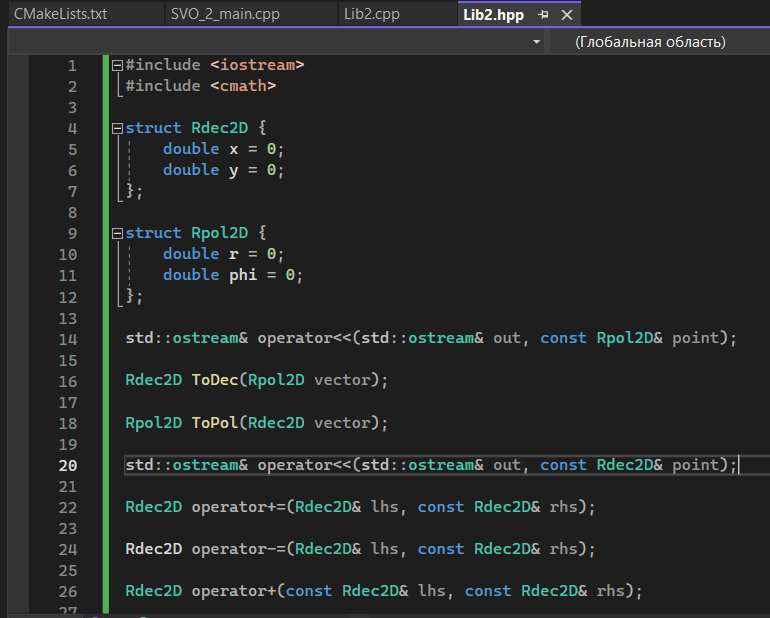 CMakeLists.txt SVO_2_main.cpp Lib2.cpp Lib2.hpp
(Глобальная область)
1 #include <iostream>
2 #include <cmath>
3
4 struct Rdec2D {
5 double x = 0;
6 double y = 0;
7 };
8
9 struct Rpol2D {
10 double r = 0;
11 double phi = 0;
12 };
13
14 std::ostream& operator<<(std::ostream& out, const Rpol2D& point);
15
16 Rdec2D ToDec(Rpol2D vector);
17
18 Rpol2D ToPol(Rdec2D vector);
19
20 std::ostream& operator<<(std::ostream& out, const Rdec2D& point);
21
22 Rdec2D operator+=(Rdec2D& lhs, const Rdec2D& rhs);
23
24 Rdec2D operator-=(Rdec2D& lhs, const Rdec2D& rhs);
25
26 Rdec2D operator+(const Rdec2D& lhs, const Rdec2D& rhs);
27